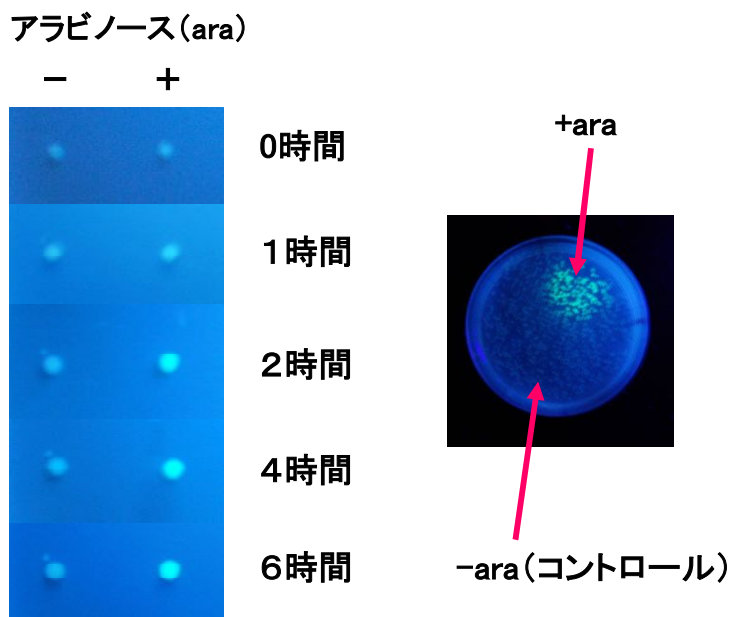 アラビノース(ara)
− +
0時間
1時間
2時間
4時間
6時間
+ara
−ara(コントロール)